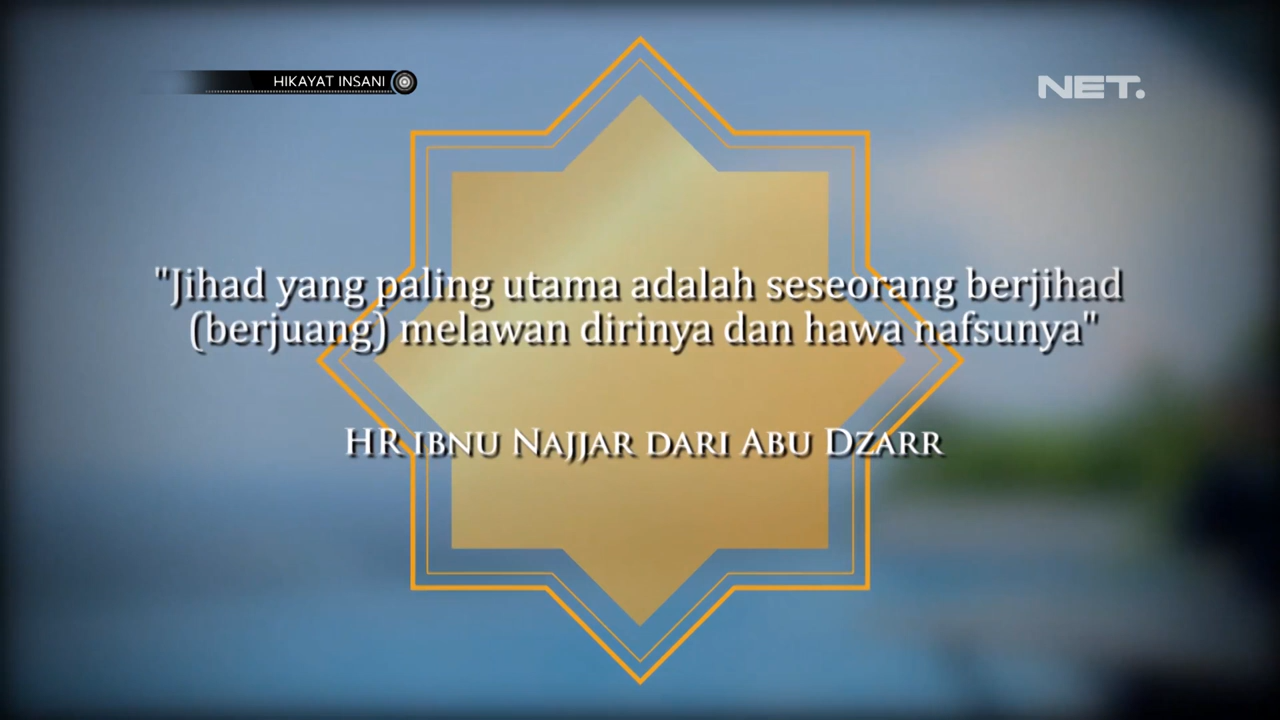 HIKAYAT INSANI
NET.
"Jihad yang paling utama adalah seseorang berjihad
(berjuang) melawan dirinya dan hawa nafsunya"
HR IBNU NAJJAR DARI ABU DZARR